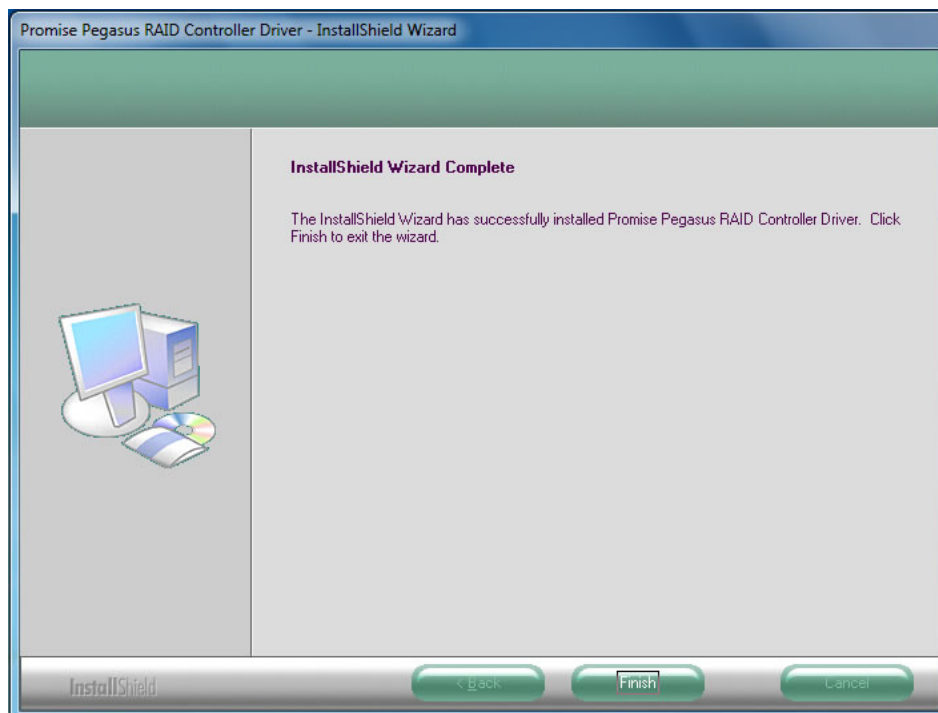 Promise Pegasus RAID Controller Driver - InstallShield Wizard
InstallShield Wizard Complete
The InstallShield Wizard has successfully installed Promise Pegasus RAID Controller Driver. Click
Finish to exit the wizard.
InstallShield
< Back
Finish
Cancel